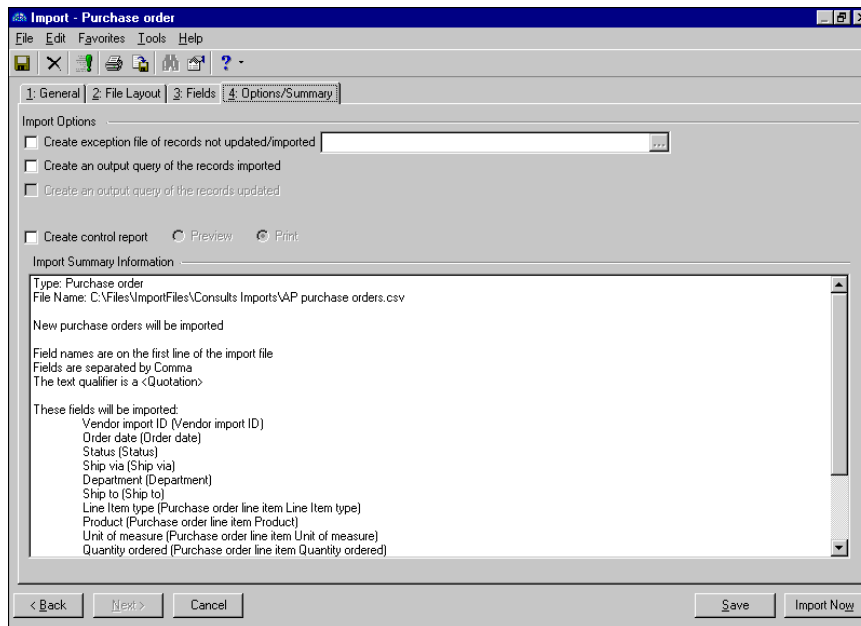 Import - Purchase order
File Edit Favorites Tools Help
1: General 2: File Layout 3: Fields 4: Options/Summary
Import Options
Create exception file of records not updated/imported ...
Create an output query of the records imported
Create an output query of the records updated
Create control report Preview Print
Import Summary Information
Type: Purchase order
File Name: C:\Files\ImportFiles\Consults Imports\AP purchase orders.csv
New purchase orders will be imported
Field names are on the first line of the import file
Fields are separated by Comma
The text qualifier is a <Quotation>
These fields will be imported:
Vendor import ID (Vendor import ID)
Order date (Order date)
Status (Status)
Ship via (Ship via)
Department (Department)
Ship to (Ship to)
Line Item type (Purchase order line item Line Item type)
Product (Purchase order line item Product)
Unit of measure (Purchase order line item Unit of measure)
Quantity ordered (Purchase order line item Quantity ordered)
< Back Next > Cancel Save Import Now